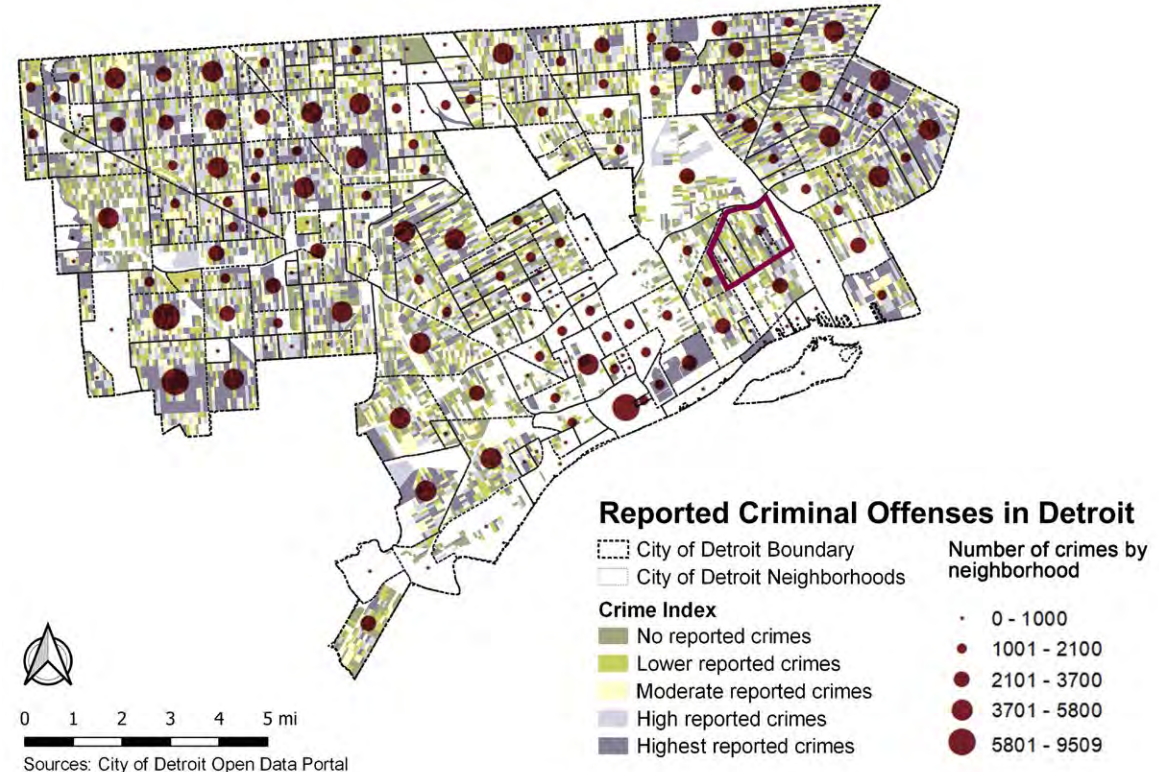 Reported Criminal Offenses in Detroit
City of Detroit Boundary
City of Detroit Neighborhoods
Crime Index
No reported crimes
Lower reported crimes
Moderate reported crimes
High reported crimes
Highest reported crimes
Number of crimes by
neighborhood
0 - 1000
1001 - 2100
2101 - 3700
3701 - 5800
5801 - 9509
0 1 2 3 4 5 mi
Sources: City of Detroit Open Data Portal